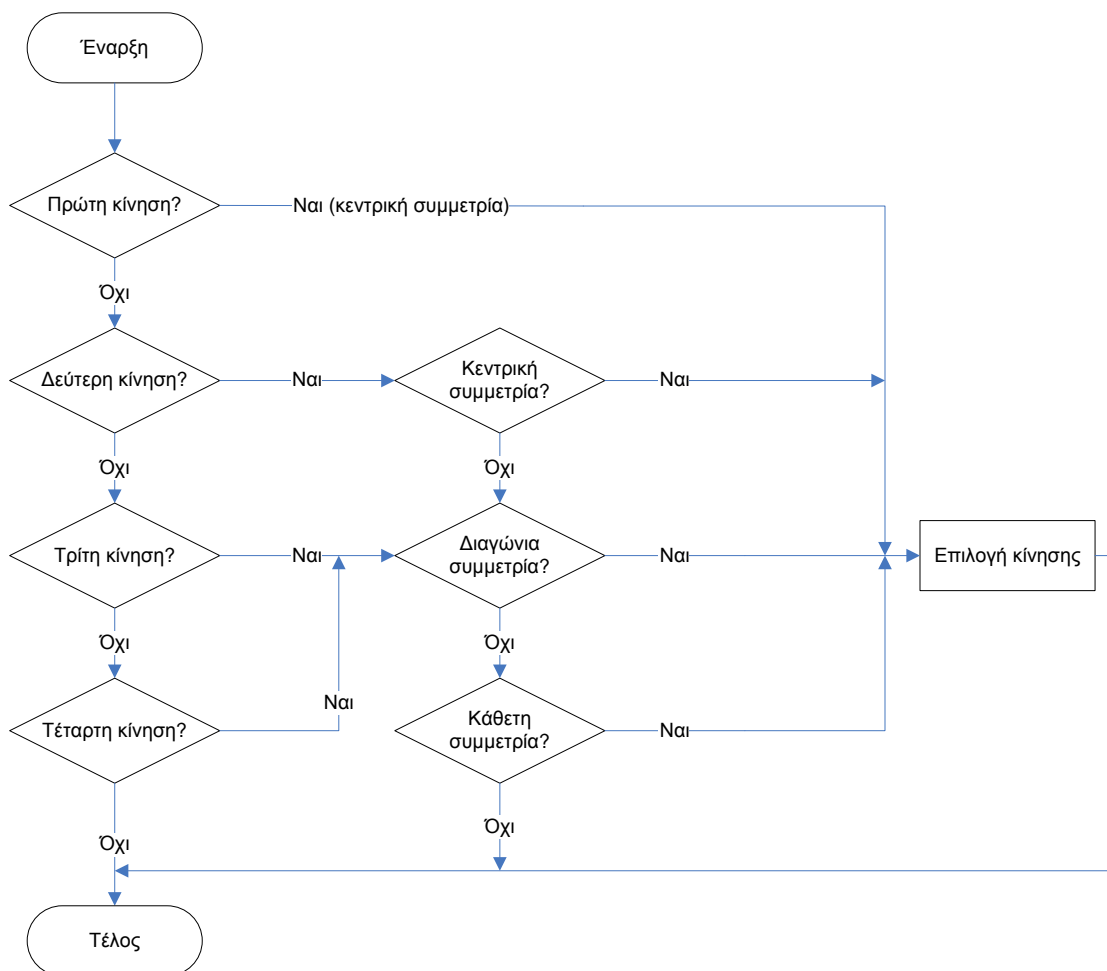 Έναρξη
Πρώτη κίνηση?
Ναι (κεντρική συμμετρία)
Όχι
Δεύτερη κίνηση?
Ναι
Κεντρική
συμμετρία?
Ναι
Όχι
Όχι
Τρίτη κίνηση?
Ναι
Διαγώνια
συμμετρία?
Ναι
Επιλογή κίνησης
Όχι
Όχι
Τέταρτη κίνηση?
Ναι
Κάθετη
συμμετρία?
Ναι
Όχι
Όχι
Τέλος